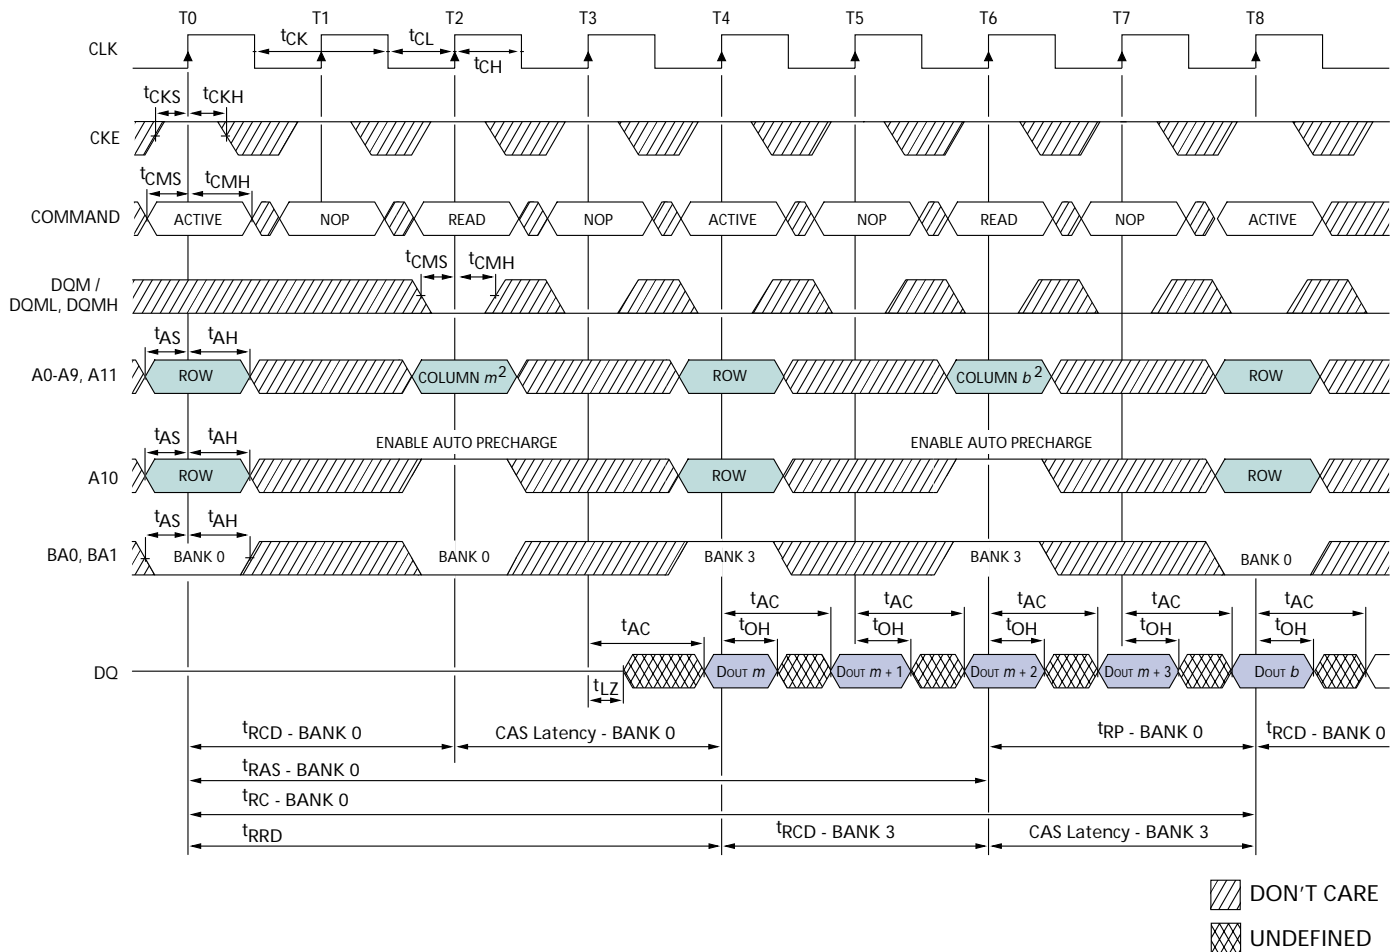 T0 T1 T2 T3 T4 T5 T6 T7 T8
CLK
tCK tCL
tCH
tCKS tCKH
CKE
tCMS tCMH
COMMAND ACTIVE NOP READ NOP ACTIVE NOP READ NOP ACTIVE
tCMS tCMH
DQM /
DQML, DQMH
tAS tAH
A0-A9, A11 ROW COLUMN m2 ROW COLUMN b2 ROW
tAS tAH ENABLE AUTO PRECHARGE ENABLE AUTO PRECHARGE
A10 ROW ROW ROW
tAS tAH
BA0, BA1 BANK 0 BANK 0 BANK 3 BANK 3 BANK 0
tAC tAC tAC tAC tAC
tAC tOH tOH tOH tOH tOH
DQ DOUT m DOUT m + 1 DOUT m + 2 DOUT m + 3 DOUT b
tLZ
tRCD - BANK 0 CAS Latency - BANK 0 tRP - BANK 0 tRCD - BANK 0
tRAS - BANK 0
tRC - BANK 0
tRRD tRCD - BANK 3 CAS Latency - BANK 3
DON'T CARE
UNDEFINED